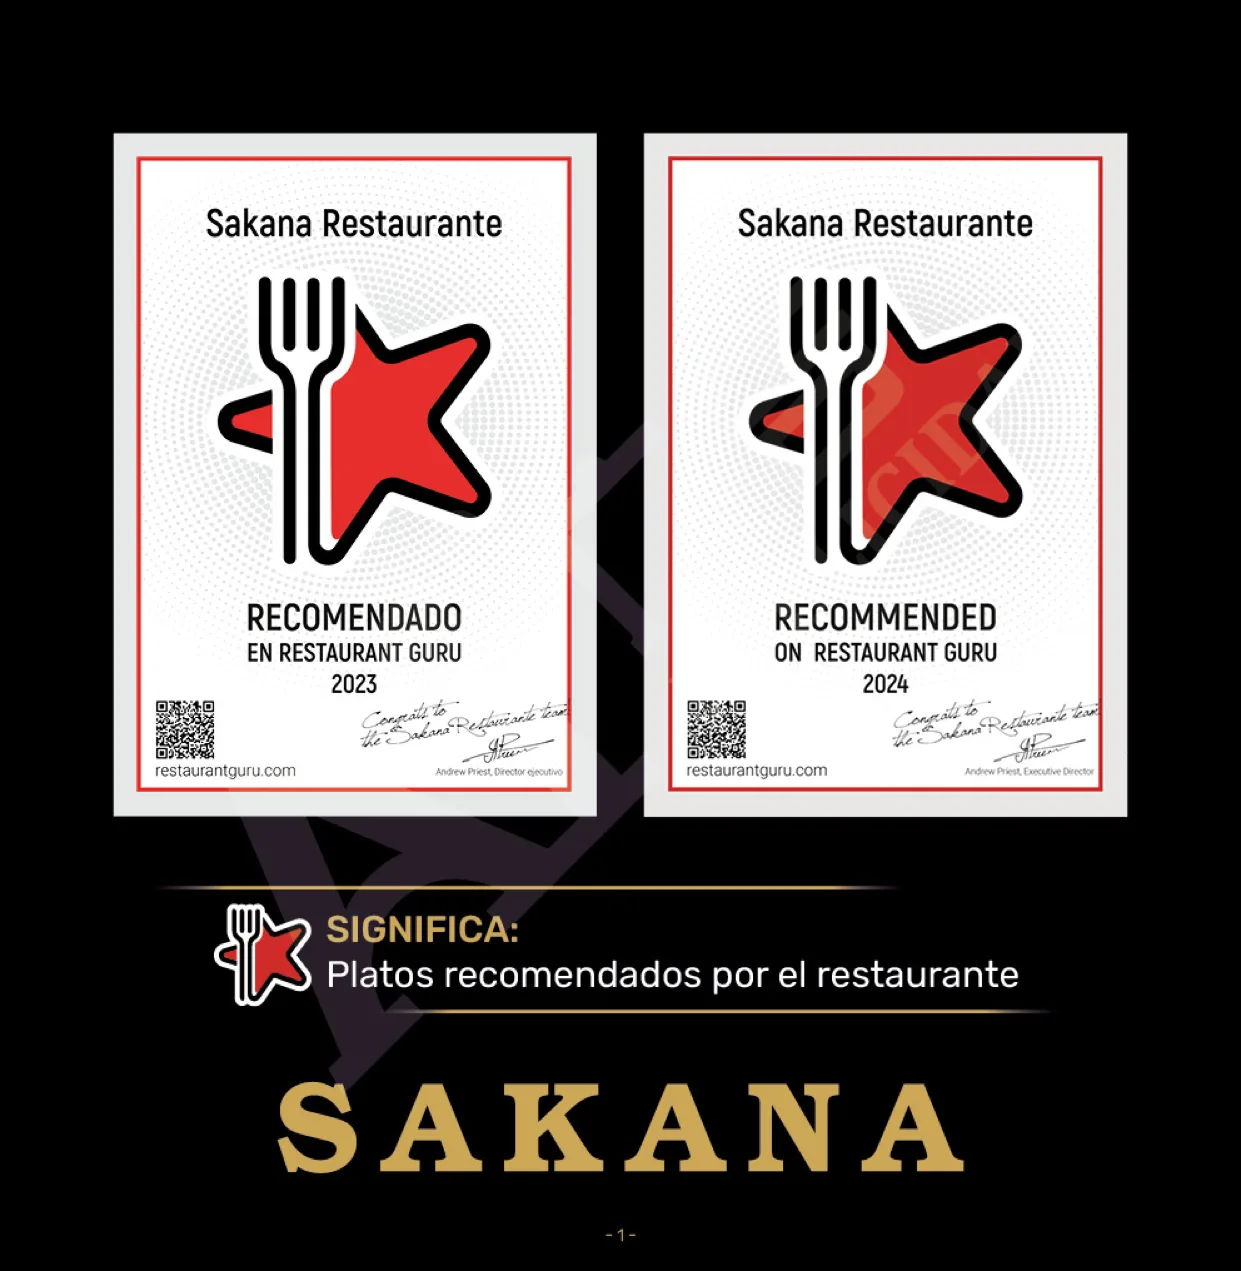 Sakana Restaurante
RECOMENDADO
EN RESTAURANT GURU
2023
Congrats to
the Sakana Restaurante team
restaurantguru.com
Andrew Priest, Director ejecutivo
Sakana Restaurante
RECOMMENDED
ON RESTAURANT GURU
2024
Congrats to
the Sakana Restaurante team
restaurantguru.com
Andrew Priest, Executive Director
SIGNIFICA:
Platos recomendados por el restaurante
SAKANA
- 1 -